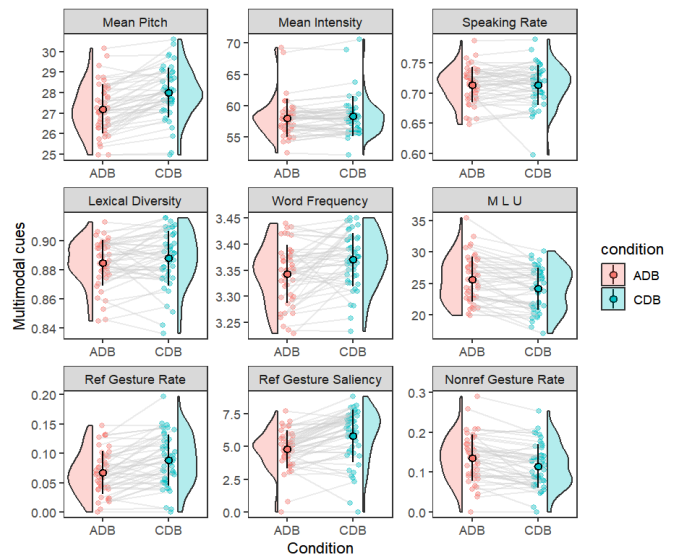 Mean Pitch Mean Intensity Speaking Rate
30 29 28 27 26 25
70 65 60 55
0.75 0.70 0.65 0.60
ADB CDB ADB CDB ADB CDB
Lexical Diversity Word Frequency M L U
0.90 0.88 0.86 0.84
3.45 3.40 3.35 3.30 3.25
35 30 25 20
ADB CDB ADB CDB ADB CDB
Ref Gesture Rate Ref Gesture Saliency Nonref Gesture Rate
0.20 0.15 0.10 0.05 0.00
7.5 5.0 2.5 0.0
0.3 0.2 0.1 0.0
ADB CDB ADB CDB ADB CDB
Multimodal cues
Condition
condition
ADB
CDB